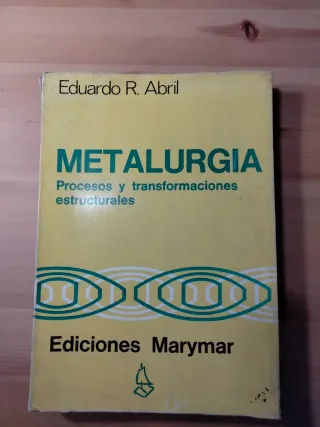 Eduardo R. Abril
METALURGIA
Procesos y transformaciones
estructurales
Ediciones Marymar